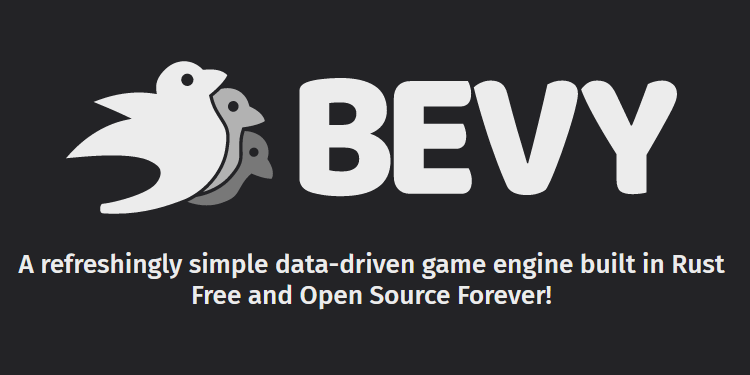 BEVY
A refreshingly simple data-driven game engine built in Rust
Free and Open Source Forever!